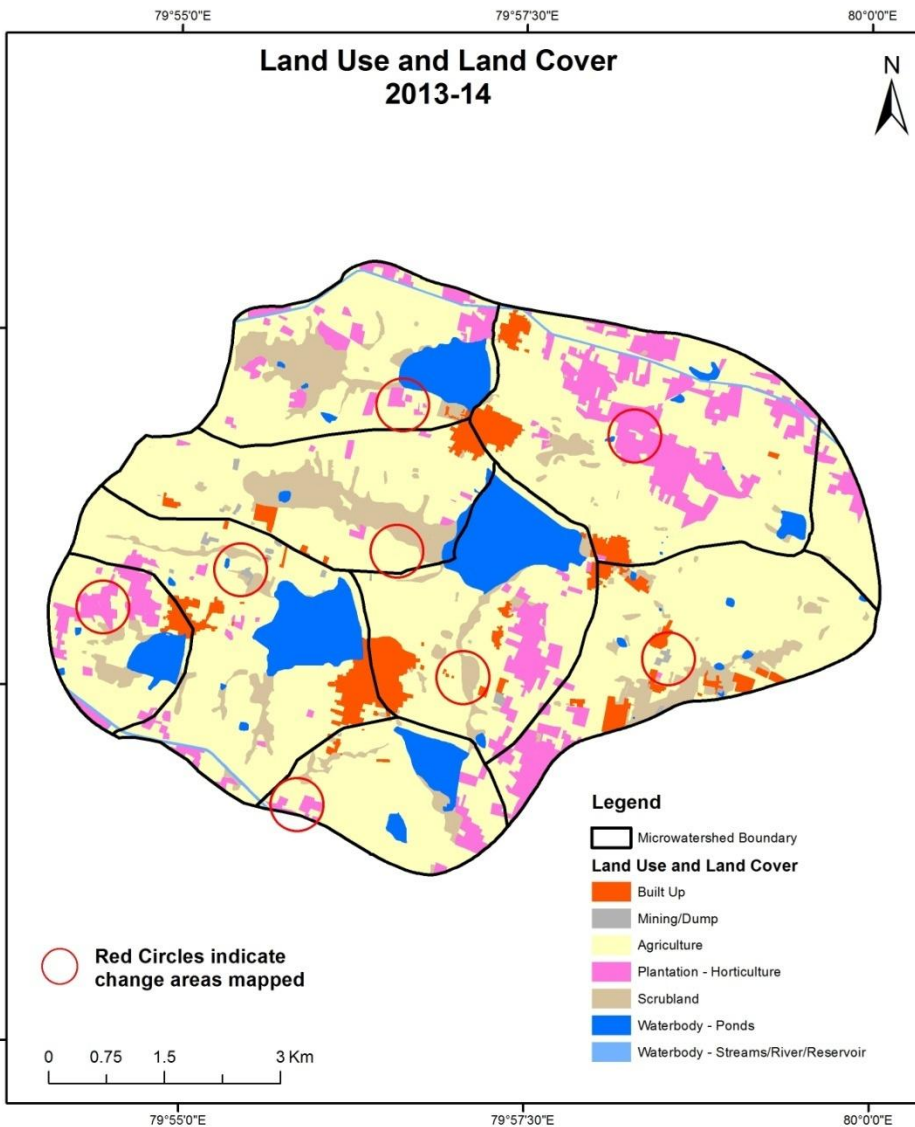 79°55'0"E 79°57'30"E 80°0'0"E
Land Use and Land Cover
2013-14
N
Legend
Microwatershed Boundary
Land Use and Land Cover
Built Up
Mining/Dump
Agriculture
Plantation - Horticulture
Scrubland
Waterbody - Ponds
Waterbody - Streams/River/Reservoir
Red Circles indicate
change areas mapped
0 0.75 1.5 3 Km
79°55'0"E 79°57'30"E 80°0'0"E